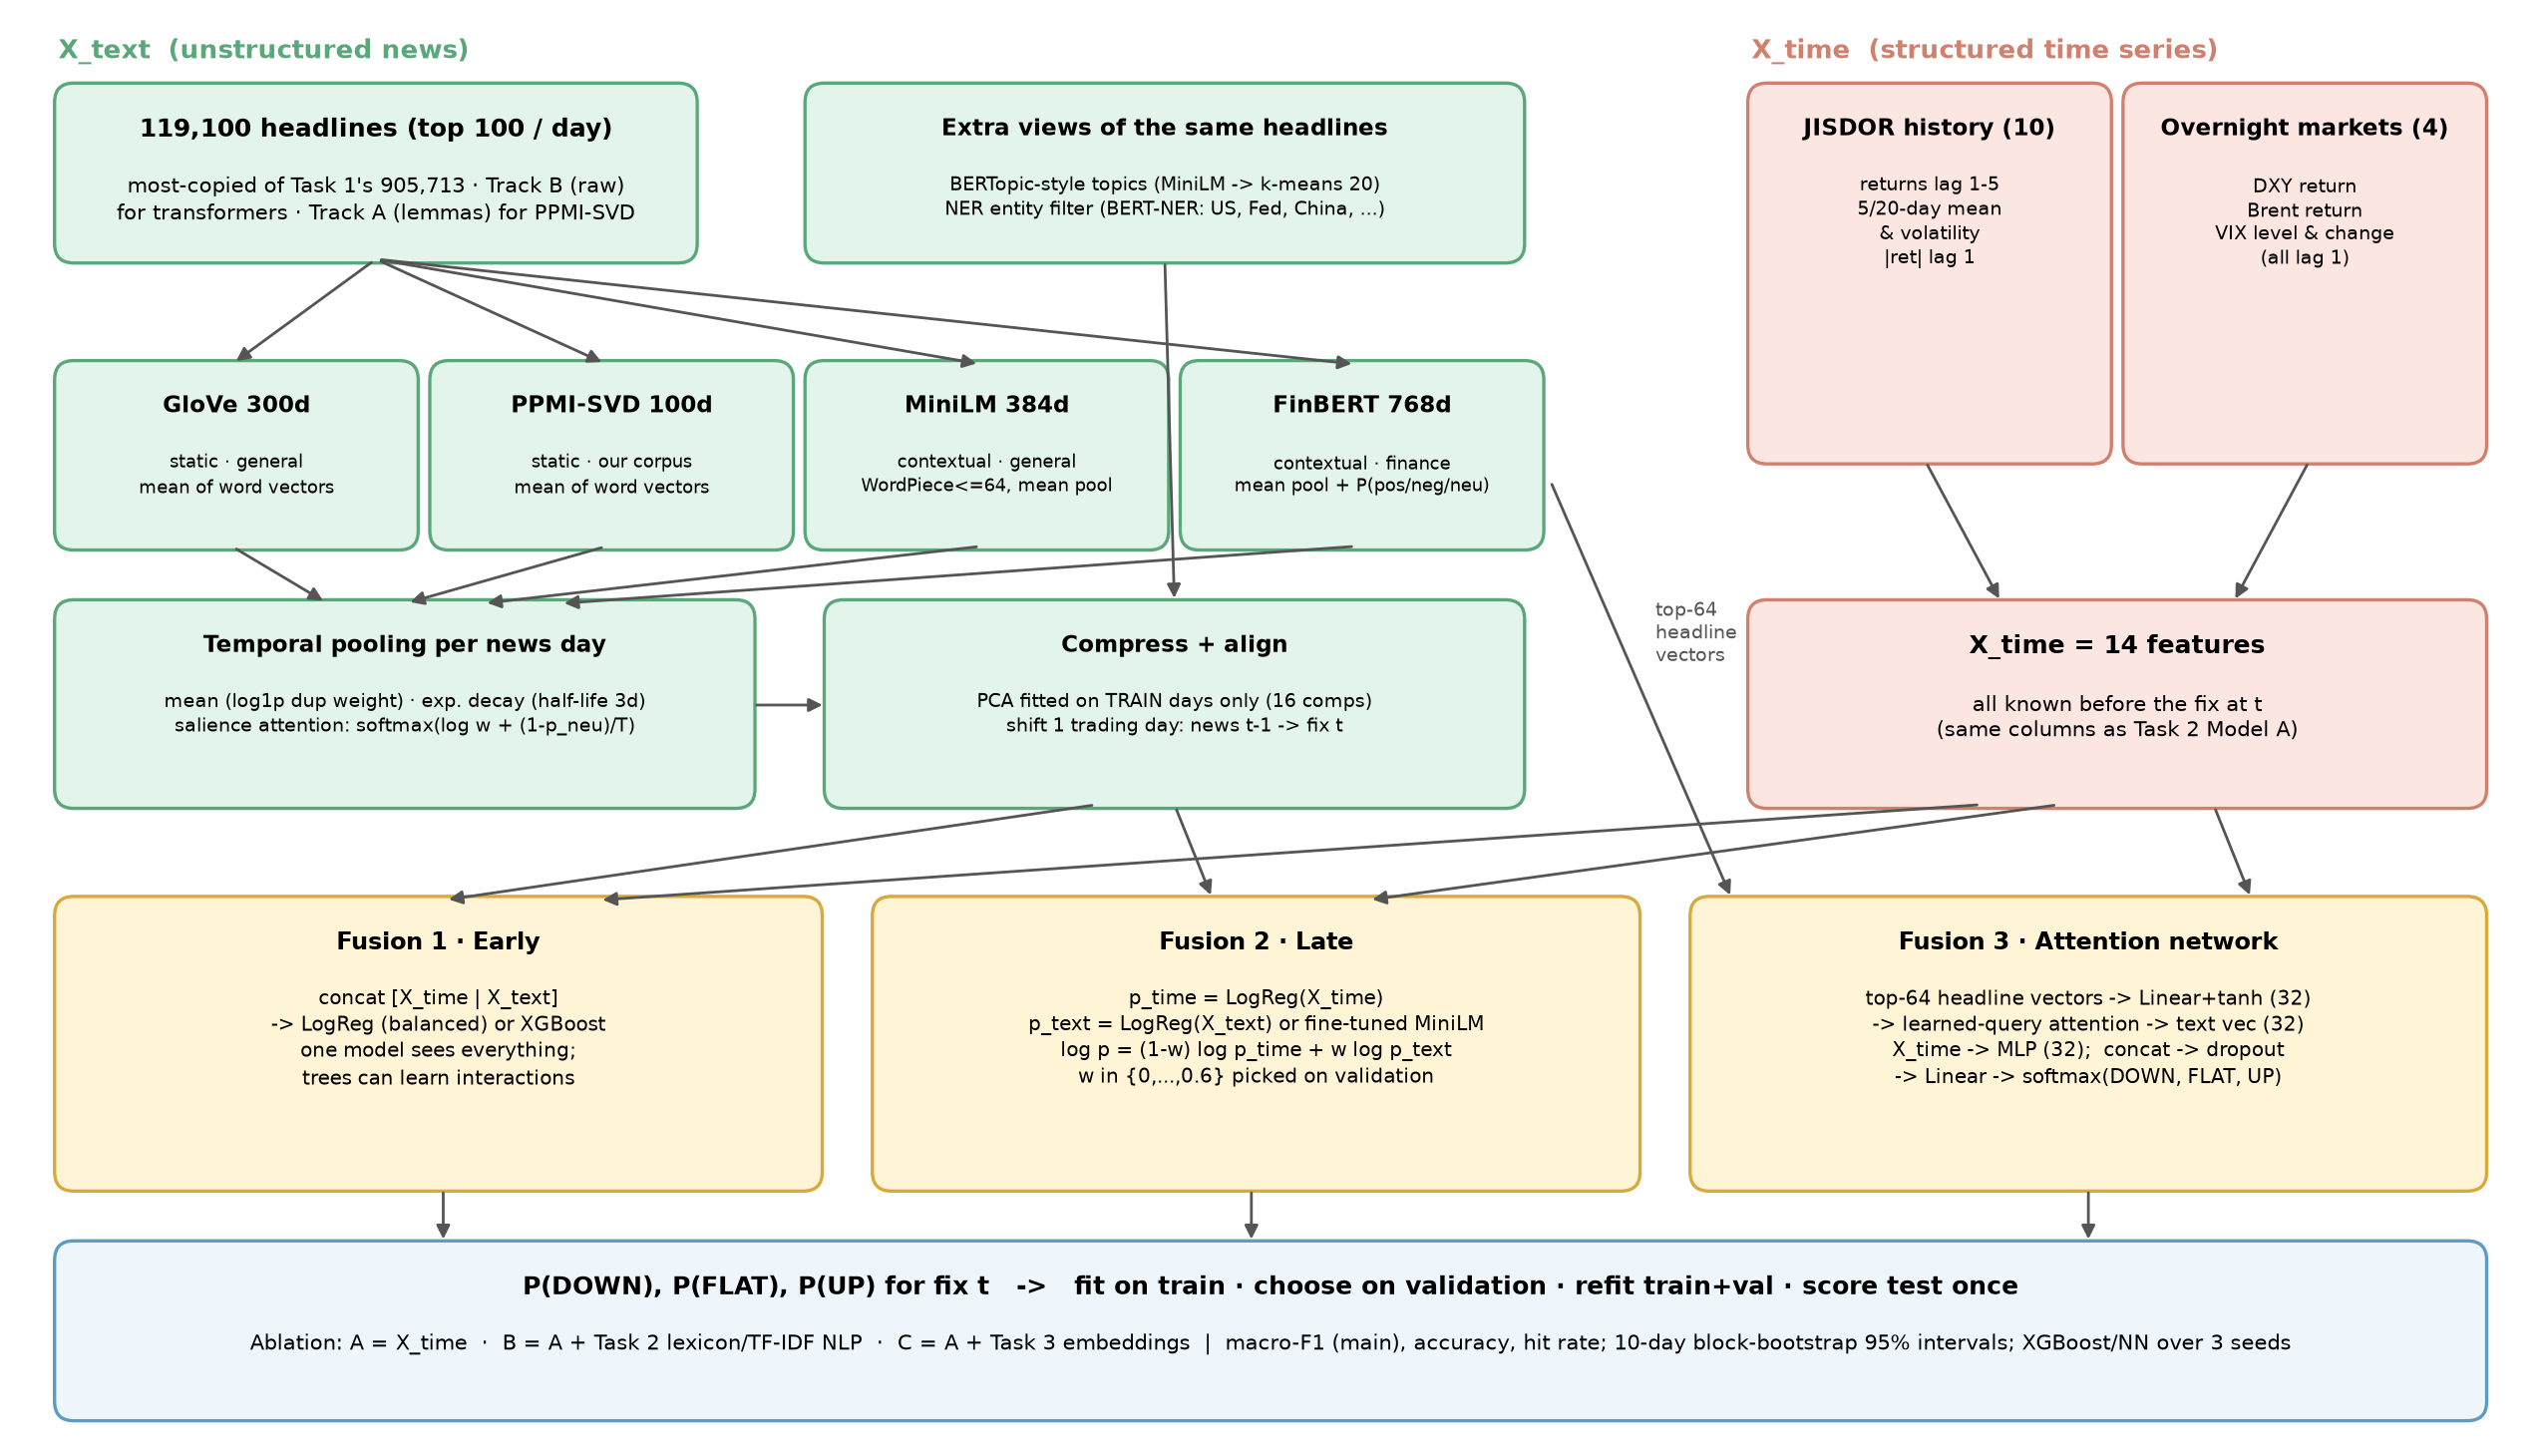 X_text  (unstructured news)
X_time  (structured time series)
119,100 headlines (top 100 / day)
most-copied of Task 1's 905,713 · Track B (raw)
for transformers · Track A (lemmas) for PPMI-SVD
Extra views of the same headlines
BERTopic-style topics (MiniLM -> k-means 20)
NER entity filter (BERT-NER: US, Fed, China, ...)
JISDOR history (10)
returns lag 1-5
5/20-day mean
& volatility
|ret| lag 1
Overnight markets (4)
DXY return
Brent return
VIX level & change
(all lag 1)
GloVe 300d
static · general
mean of word vectors
PPMI-SVD 100d
static · our corpus
mean of word vectors
MiniLM 384d
contextual · general
WordPiece<=64, mean pool
FinBERT 768d
contextual · finance
mean pool + P(pos/neg/neu)
Temporal pooling per news day
mean (log1p dup weight) · exp. decay (half-life 3d)
salience attention: softmax(log w + (1-p_neu)/T)
Compress + align
PCA fitted on TRAIN days only (16 comps)
shift 1 trading day: news t-1 -> fix t
top-64
headline
vectors
X_time = 14 features
all known before the fix at t
(same columns as Task 2 Model A)
Fusion 1 · Early
concat [X_time | X_text]
-> LogReg (balanced) or XGBoost
one model sees everything;
trees can learn interactions
Fusion 2 · Late
p_time = LogReg(X_time)
p_text = LogReg(X_text) or fine-tuned MiniLM
log p = (1-w) log p_time + w log p_text
w in {0,...,0.6} picked on validation
Fusion 3 · Attention network
top-64 headline vectors -> Linear+tanh (32)
-> learned-query attention -> text vec (32)
X_time -> MLP (32);  concat -> dropout
-> Linear -> softmax(DOWN, FLAT, UP)
P(DOWN), P(FLAT), P(UP) for fix t   ->   fit on train · choose on validation · refit train+val · score test once
Ablation: A = X_time  ·  B = A + Task 2 lexicon/TF-IDF NLP  ·  C = A + Task 3 embeddings  |  macro-F1 (main), accuracy, hit rate; 10-day block-bootstrap 95% intervals; XGBoost/NN over 3 seeds